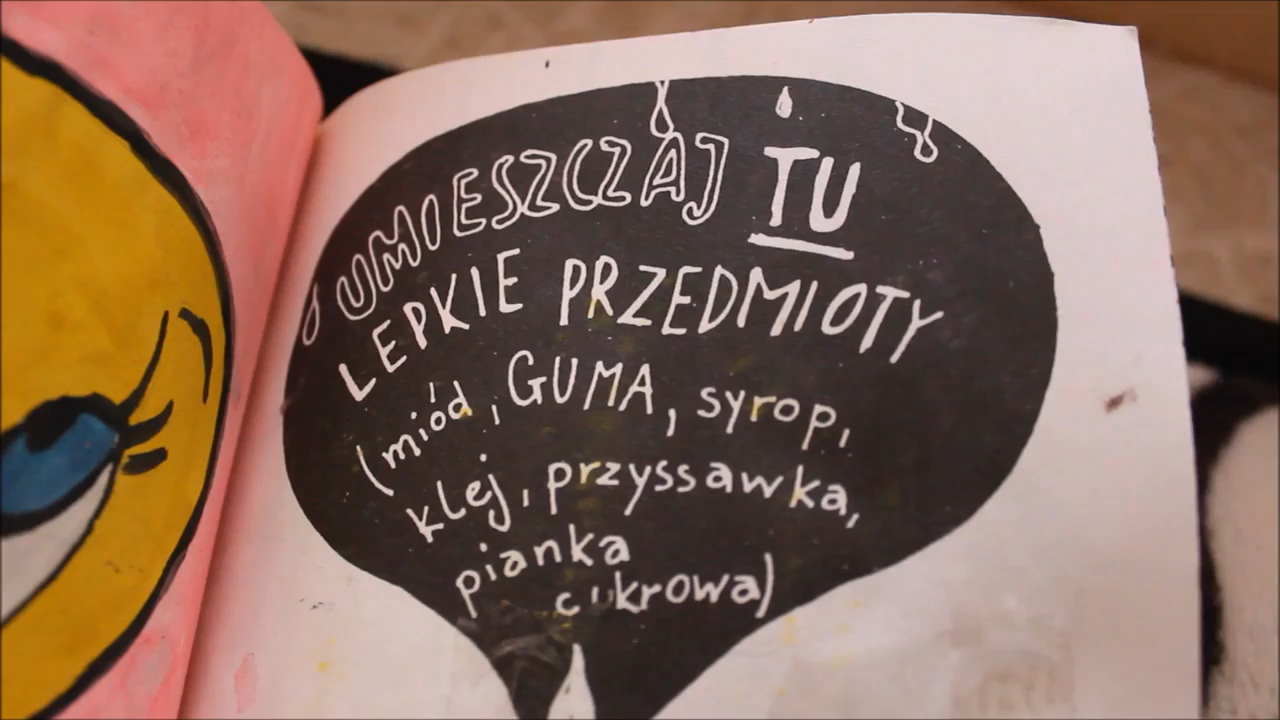 UMIESZCZAJ TU
LEPKIE PRZEDMIOTY
(miód, GUMA, syrop,
klej, przyssawka,
pianka
cukrowa)